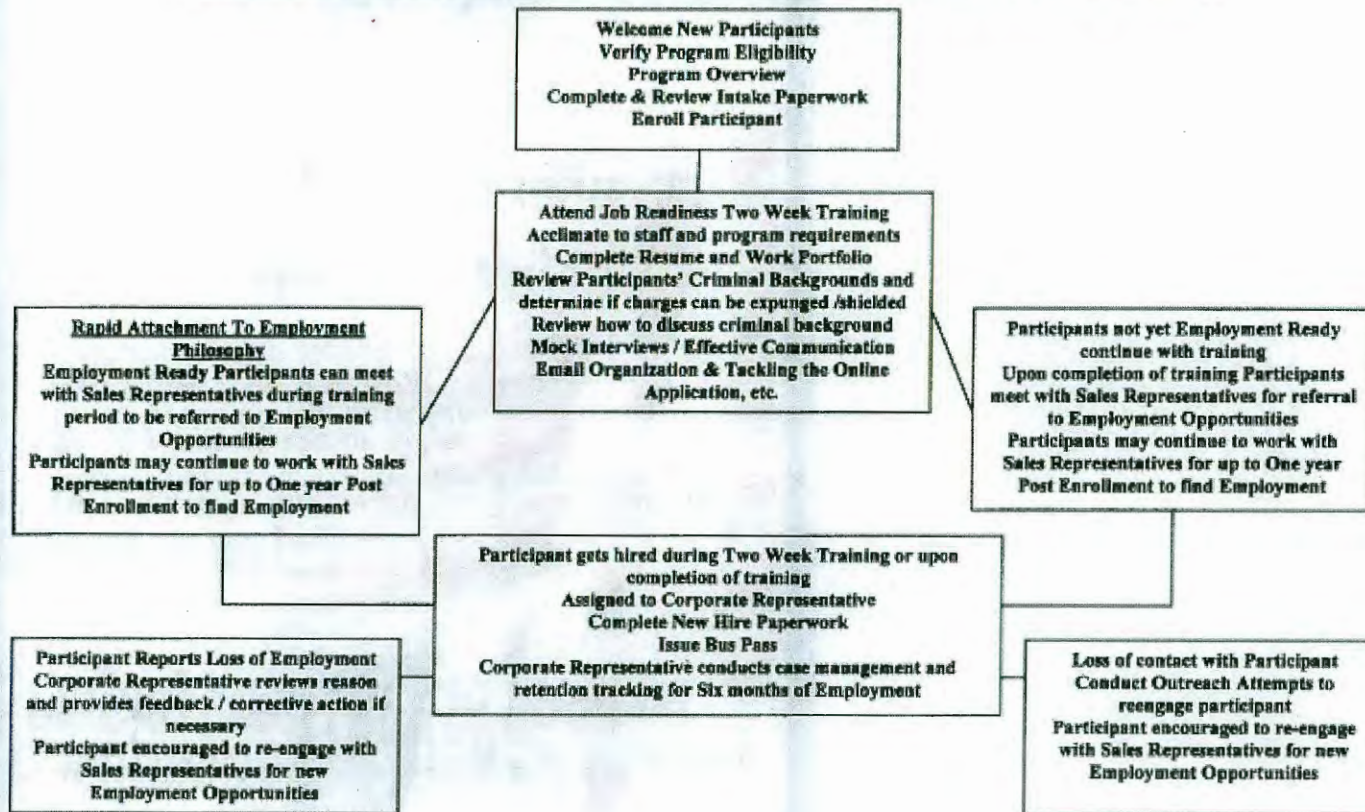 Welcome New Participants
Verify Program Eligibility
Program Overview
Complete & Review Intake Paperwork
Enroll Participant
Attend Job Readiness Two Week Training
Acclimate to staff and program requirements
Complete Resume and Work Portfolio
Review Participants' Criminal Backgrounds and
determine if charges can be expunged /shielded
Review how to discuss criminal background
Mock Interviews / Effective Communication
Email Organization & Tackling the Online
Application, etc.
Rapid Attachment To Employment
Philosophy
Employment Ready Participants can meet
with Sales Representatives during training
period to be referred to Employment
Opportunities
Participants may continue to work with Sales
Representatives for up to One year Post
Enrollment to find Employment
Participants not yet Employment Ready
continue with training
Upon completion of training Participants
meet with Sales Representatives for referral
to Employment Opportunities
Participants may continue to work with
Sales Representatives for up to One year
Post Enrollment to find Employment
Participant gets hired during Two Week Training or upon
completion of training
Assigned to Corporate Representative
Complete New Hire Paperwork
Issue Bus Pass
Corporate Representative conducts case management and
retention tracking for Six months of Employment
Participant Reports Loss of Employment
Corporate Representative reviews reason
and provides feedback / corrective action if
necessary
Participant encouraged to re-engage with
Sales Representatives for new
Employment Opportunities
Loss of contact with Participant
Conduct Outreach Attempts to
reengage participant
Participant encouraged to re-engage
with Sales Representatives for new
Employment Opportunities